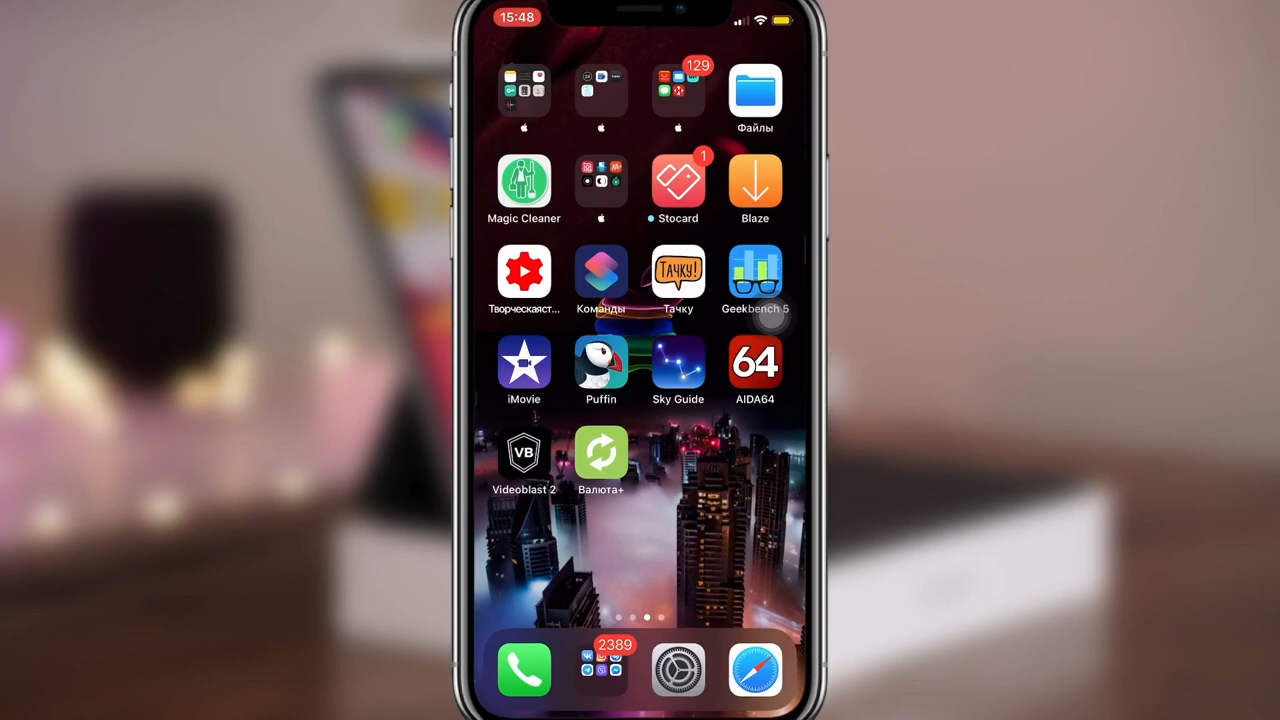 15:48
129
Файлы
1
Magic Cleaner
Stocard
Blaze
ТАЧКУ!
Творческаяст...
Команды
Тачку
Geekbench 5
64
iMovie
Puffin
Sky Guide
AIDA64
VB
Videoblast 2
Валюта+
2389